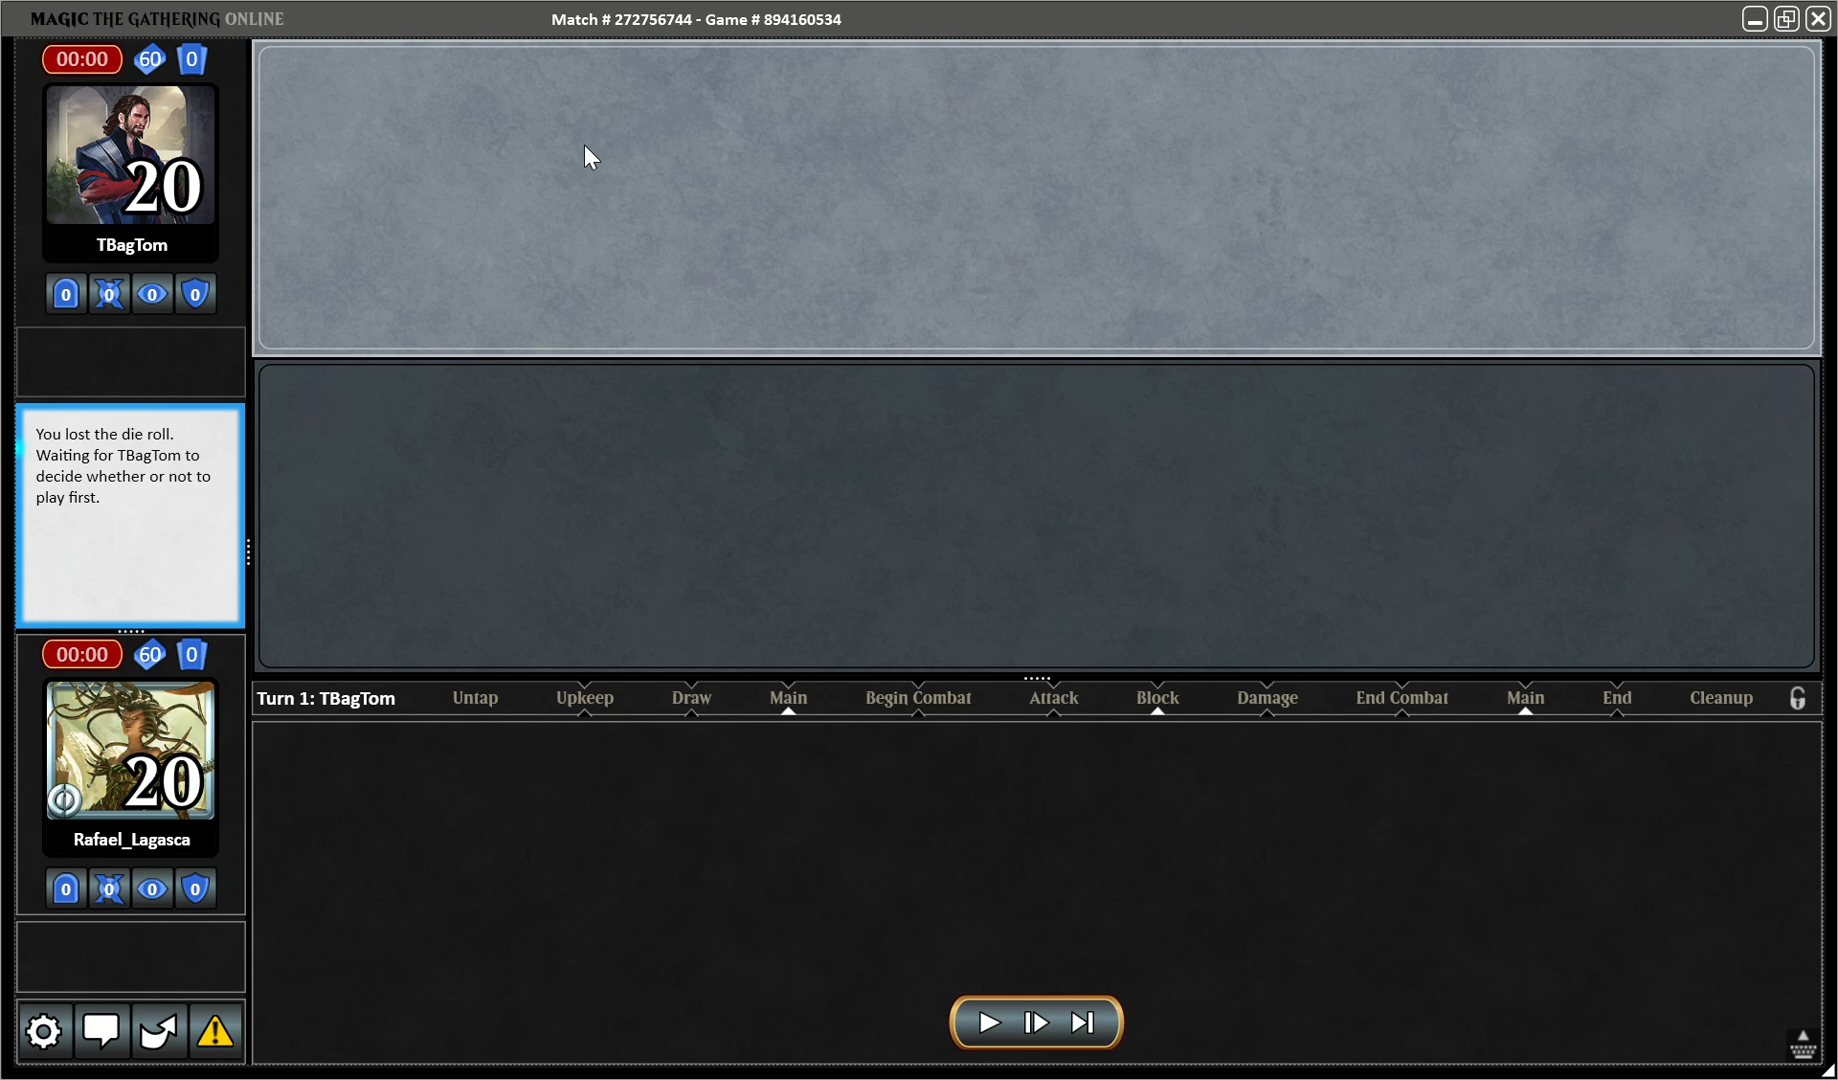 MAGIC THE GATHERING ONLINE
Match # 272756744 - Game # 894160534
00:00 60 0
20
TBagTom
0 0 0 0
You lost the die roll.
Waiting for TBagTom to
decide whether or not to
play first.
00:00 60 0
20
Rafael_Lagasca
0 0 0 0
Turn 1: TBagTom Untap Upkeep Draw Main Begin Combat Attack Block Damage End Combat Main End Cleanup